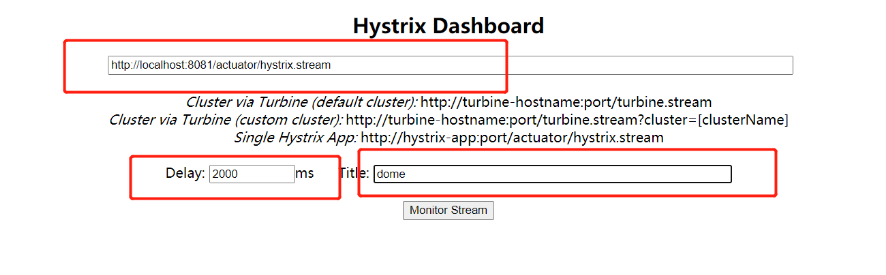 Hystrix Dashboard
http://localhost:8081/actuator/hystrix.stream
Cluster via Turbine (default cluster): http://turbine-hostname:port/turbine.stream
Cluster via Turbine (custom cluster): http://turbine-hostname:port/turbine.stream?cluster=[clusterName]
Single Hystrix App: http://hystrix-app:port/actuator/hystrix.stream
Delay: 2000 ms Title: dome
Monitor Stream